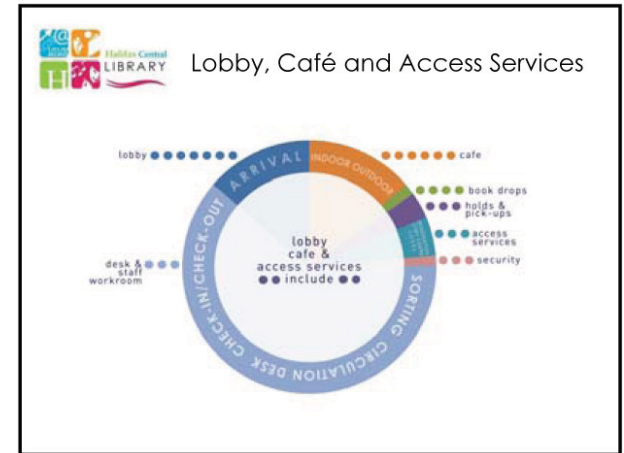 Halifax Central
LIBRARY
Lobby, Café and Access Services
lobby
ARRIVAL
INDOOR OUTDOOR
cafe
book drops
holds &
pick-ups
access
services
security
lobby
cafe &
access services
include
desk &
staff
workroom
SORTING CIRCULATION DESK CHECK-IN/CHECK-OUT